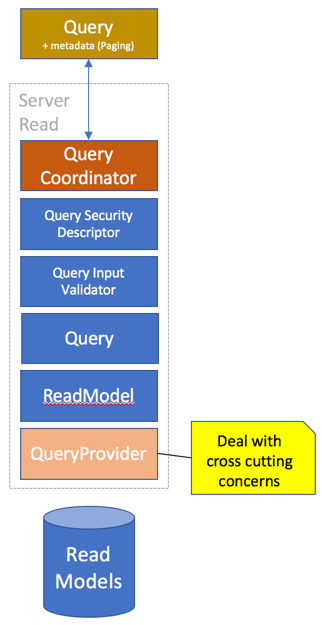 Query
+ metadata (Paging)
Server
Read
Query
Coordinator
Query Security
Descriptor
Query Input
Validator
Query
ReadModel
QueryProvider
Deal with
cross cutting
concerns
Read
Models